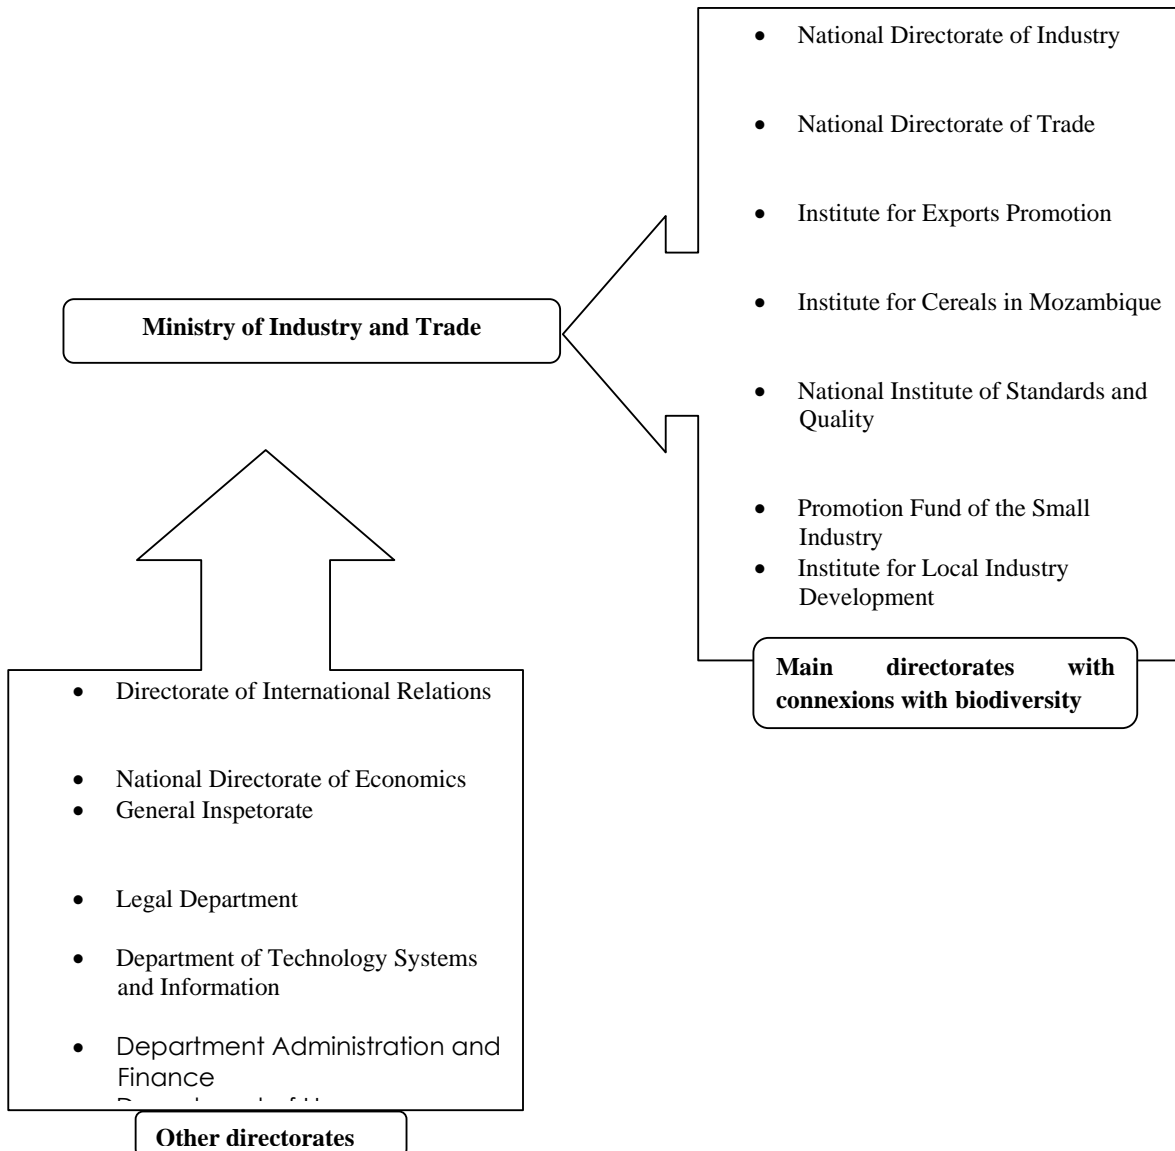 • National Directorate of Industry
• National Directorate of Trade
• Institute for Exports Promotion
• Institute for Cereals in Mozambique
• National Institute of Standards and
Quality
• Promotion Fund of the Small
Industry
• Institute for Local Industry
Development
Main directorates with
connexions with biodiversity
Ministry of Industry and Trade
• Directorate of International Relations
• National Directorate of Economics
• General Inspetorate
• Legal Department
• Department of Technology Systems
and Information
• Department Administration and
Finance
Other directorates